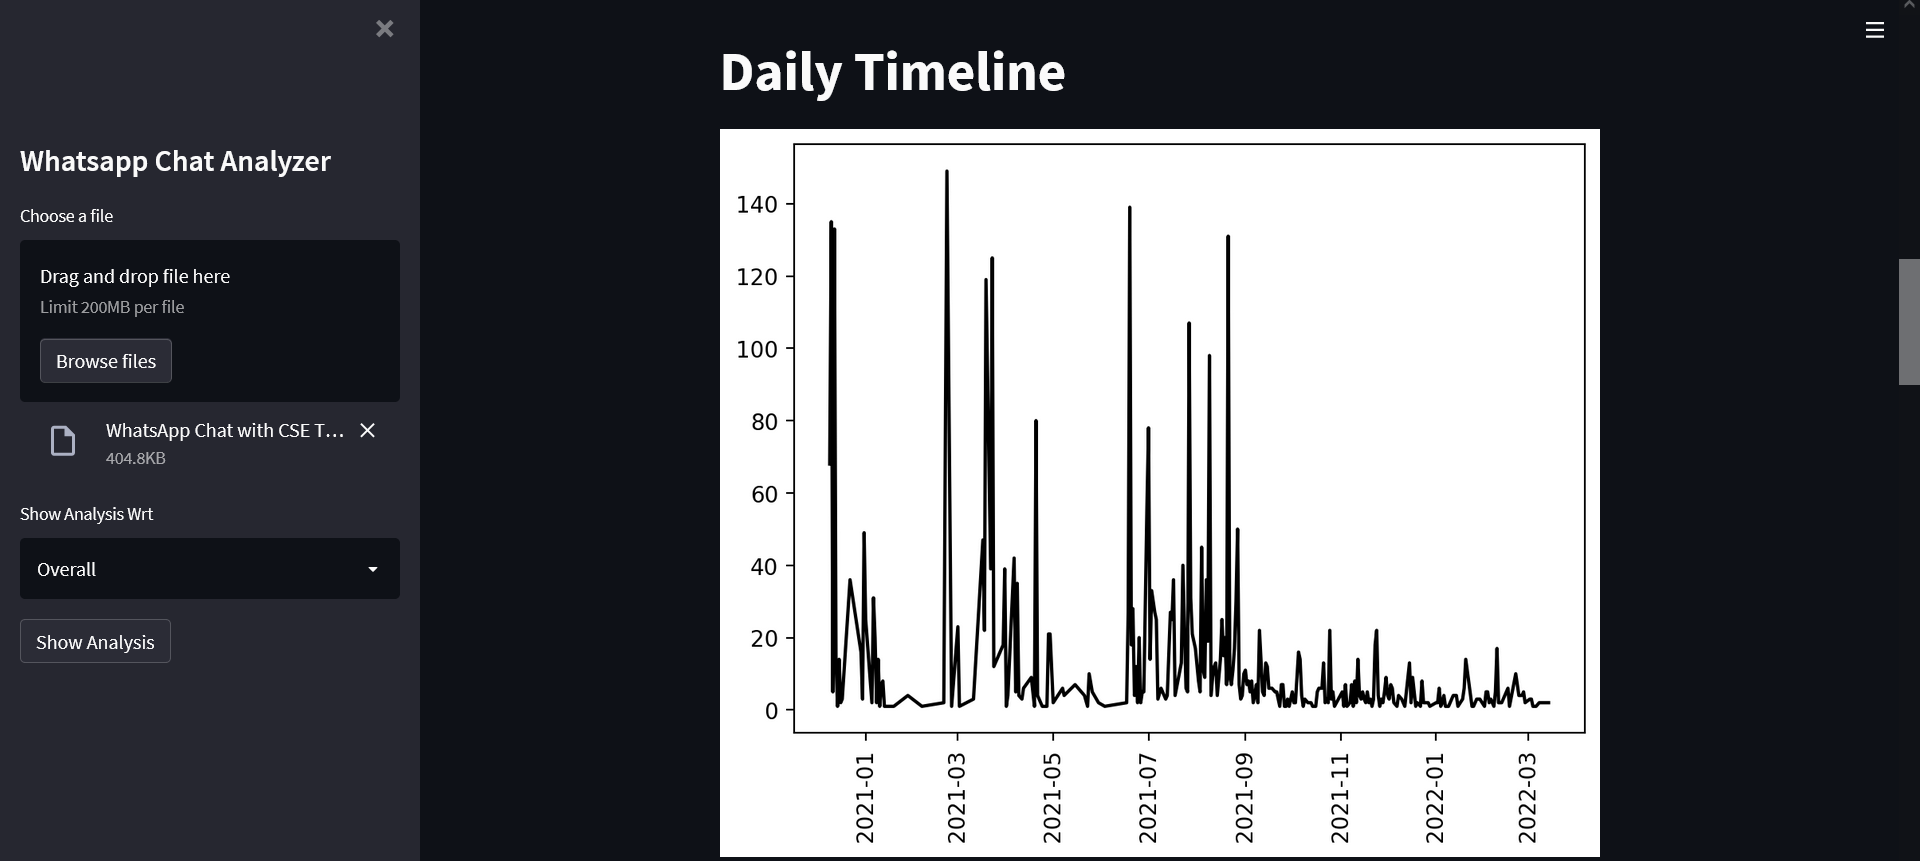 Whatsapp Chat Analyzer
Choose a file
Drag and drop file here
Limit 200MB per file
Browse files
WhatsApp Chat with CSE T...
404.8KB
Show Analysis Wrt
Overall
Show Analysis
Daily Timeline
140
120
100
80
60
40
20
0
2021-01
2021-03
2021-05
2021-07
2021-09
2021-11
2022-01
2022-03